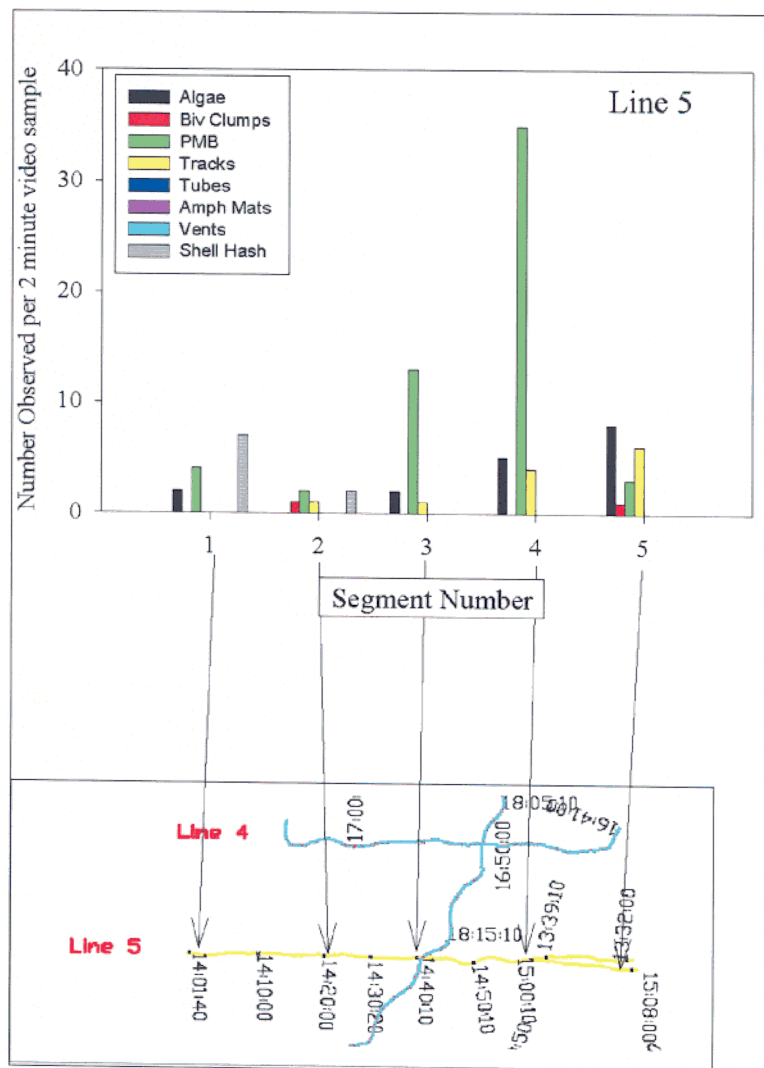 Number Observed per 2 minute video sample
40
30
20
10
0
Line 5
Algae
Biv Clumps
PMB
Tracks
Tubes
Amph Mats
Vents
Shell Hash
1 2 3 4 5
Segment Number
Line 4
17:00
18:05:10
16:41:00
16:50:00
Line 5
18:15:10
13:39:10
14:01:40
14:10:00
14:20:00
14:30:20
14:40:10
14:50:10
15:00:10
15:08:00